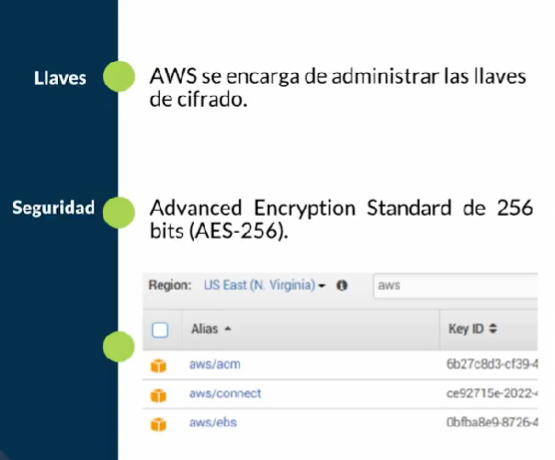 Llaves
AWS se encarga de administrar las llaves
de cifrado.
Seguridad
Advanced Encryption Standard de 256
bits (AES-256).
Region: US East (N. Virginia) aws
Alias Key ID
aws/acm 6b27c8d3-cf39-4
aws/connect ce92715e-2022-4
aws/ebs 0bfba8e9-8726-4